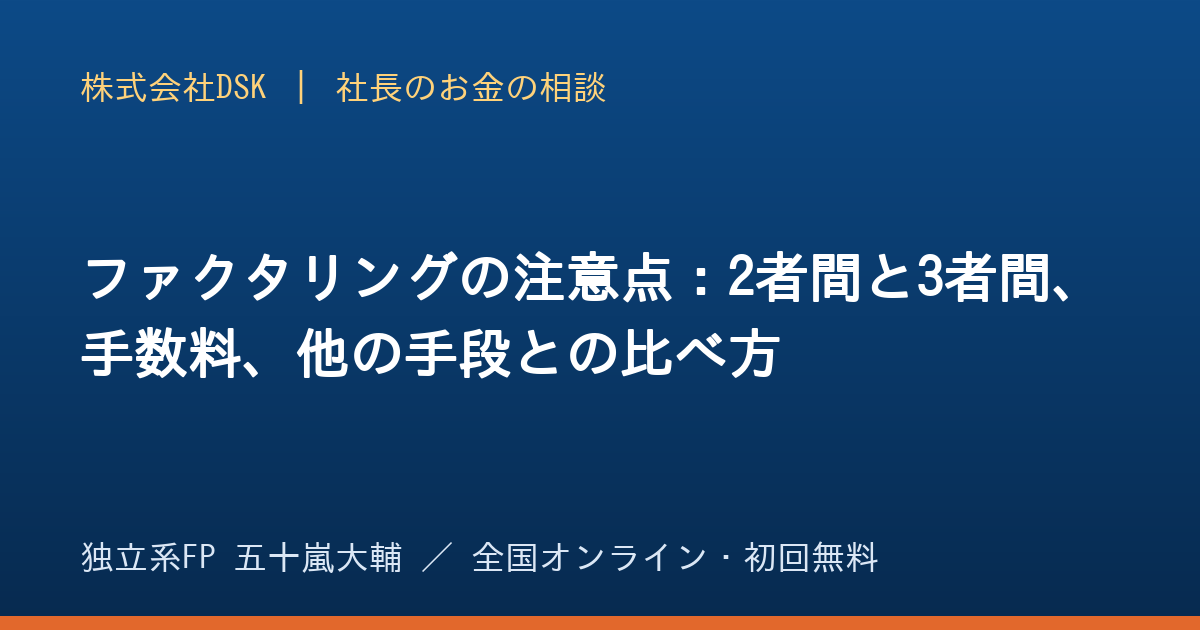 株式会社DSK ｜ 社長のお金の相談
ファクタリングの注意点：2者間と3者間、
手数料、他の手段との比べ方
独立系FP 五十嵐大輔 ／ 全国オンライン・初回無料